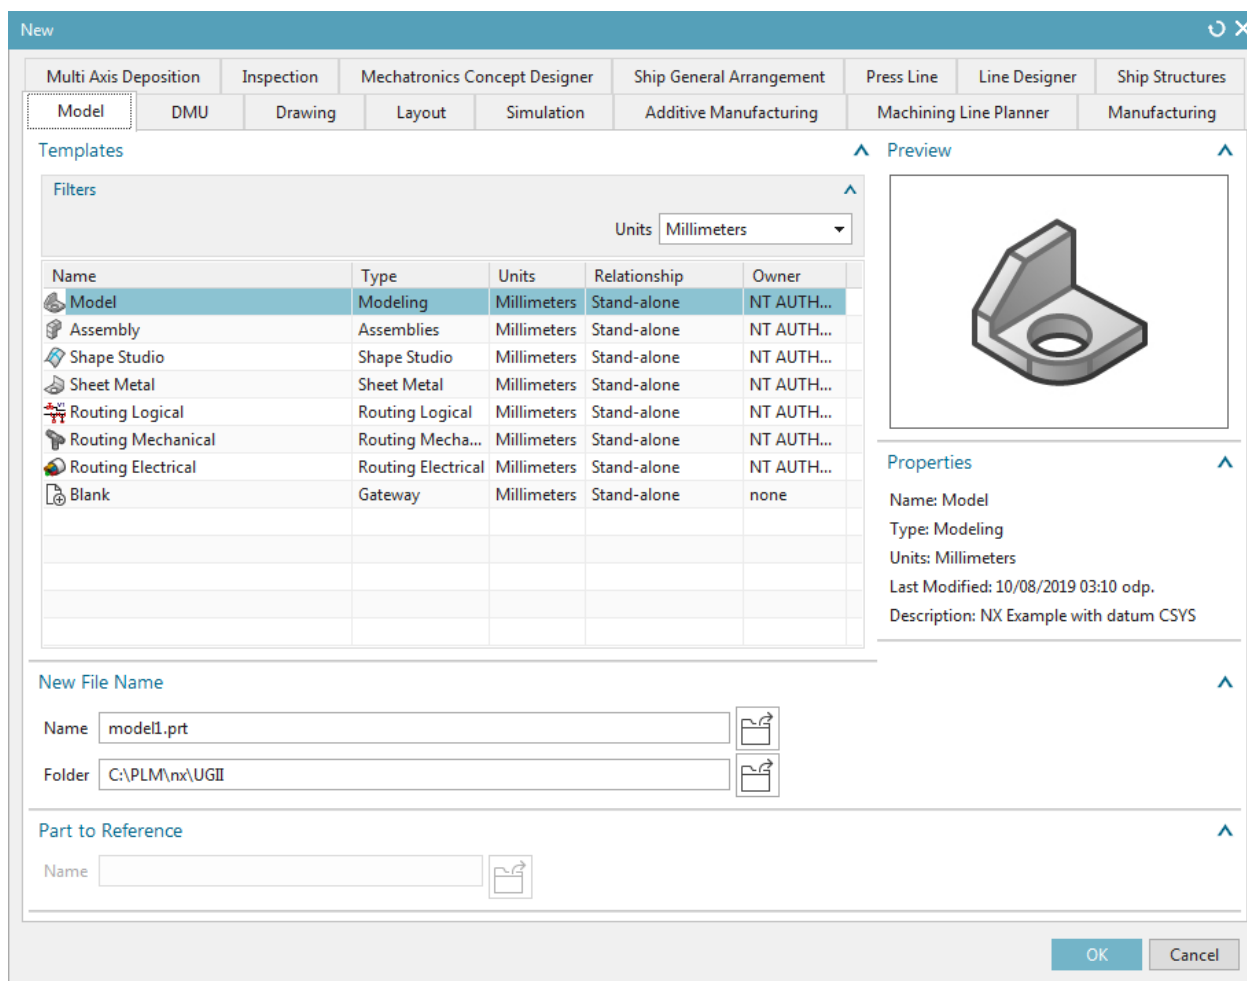 New
Multi Axis Deposition Inspection Mechatronics Concept Designer Ship General Arrangement Press Line Line Designer Ship Structures
Model DMU Drawing Layout Simulation Additive Manufacturing Machining Line Planner Manufacturing
Templates
Filters
Units Millimeters
Name Type Units Relationship Owner
Model Modeling Millimeters Stand-alone NT AUTH...
Assembly Assemblies Millimeters Stand-alone NT AUTH...
Shape Studio Shape Studio Millimeters Stand-alone NT AUTH...
Sheet Metal Sheet Metal Millimeters Stand-alone NT AUTH...
Routing Logical Routing Logical Millimeters Stand-alone NT AUTH...
Routing Mechanical Routing Mecha... Millimeters Stand-alone NT AUTH...
Routing Electrical Routing Electrical Millimeters Stand-alone NT AUTH...
Blank Gateway Millimeters Stand-alone none
Preview
Properties
Name: Model
Type: Modeling
Units: Millimeters
Last Modified: 10/08/2019 03:10 odp.
Description: NX Example with datum CSYS
New File Name
Name model1.prt
Folder C:\PLM\nx\UGII
Part to Reference
Name
OK Cancel